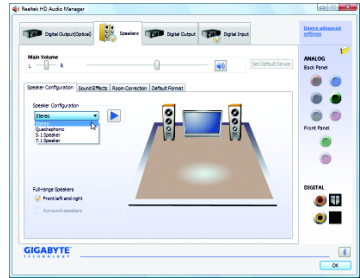 Realtek HD Audio Manager
Digital Output(Optical)
Speakers
Digital Output
Digital Input
Device advanced settings
Main Volume
L
R
Set Default Device
ANALOG
Back Panel
Speaker Configuration
Sound Effects
Room Correction
Default Format
Speaker Configuration
Stereo
Stereo
Quadraphonic
5.1 Speaker
7.1 Speaker
Front Panel
Full-range Speakers
Front left and right
Surround speakers
DIGITAL
GIGABYTE
TECHNOLOGY
OK